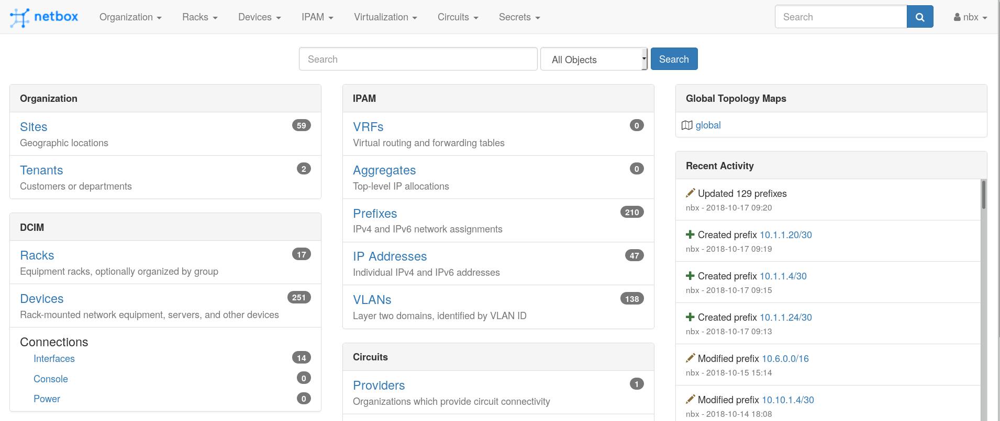 netbox Organization Racks Devices IPAM Virtualization Circuits Secrets Search nbx
Search All Objects Search
Organization
Sites 59
Geographic locations
Tenants 2
Customers or departments
DCIM
Racks 17
Equipment racks, optionally organized by group
Devices 251
Rack-mounted network equipment, servers, and other devices
Connections
Interfaces 14
Console 0
Power 0
IPAM
VRFs 0
Virtual routing and forwarding tables
Aggregates 0
Top-level IP allocations
Prefixes 210
IPv4 and IPv6 network assignments
IP Addresses 47
Individual IPv4 and IPv6 addresses
VLANs 138
Layer two domains, identified by VLAN ID
Circuits
Providers 1
Organizations which provide circuit connectivity
Global Topology Maps
global
Recent Activity
Updated 129 prefixes
nbx - 2018-10-17 09:20
Created prefix 10.1.1.20/30
nbx - 2018-10-17 09:19
Created prefix 10.1.1.4/30
nbx - 2018-10-17 09:15
Created prefix 10.1.1.24/30
nbx - 2018-10-17 09:13
Modified prefix 10.6.0.0/16
nbx - 2018-10-15 15:14
Modified prefix 10.10.1.4/30
nbx - 2018-10-14 18:08